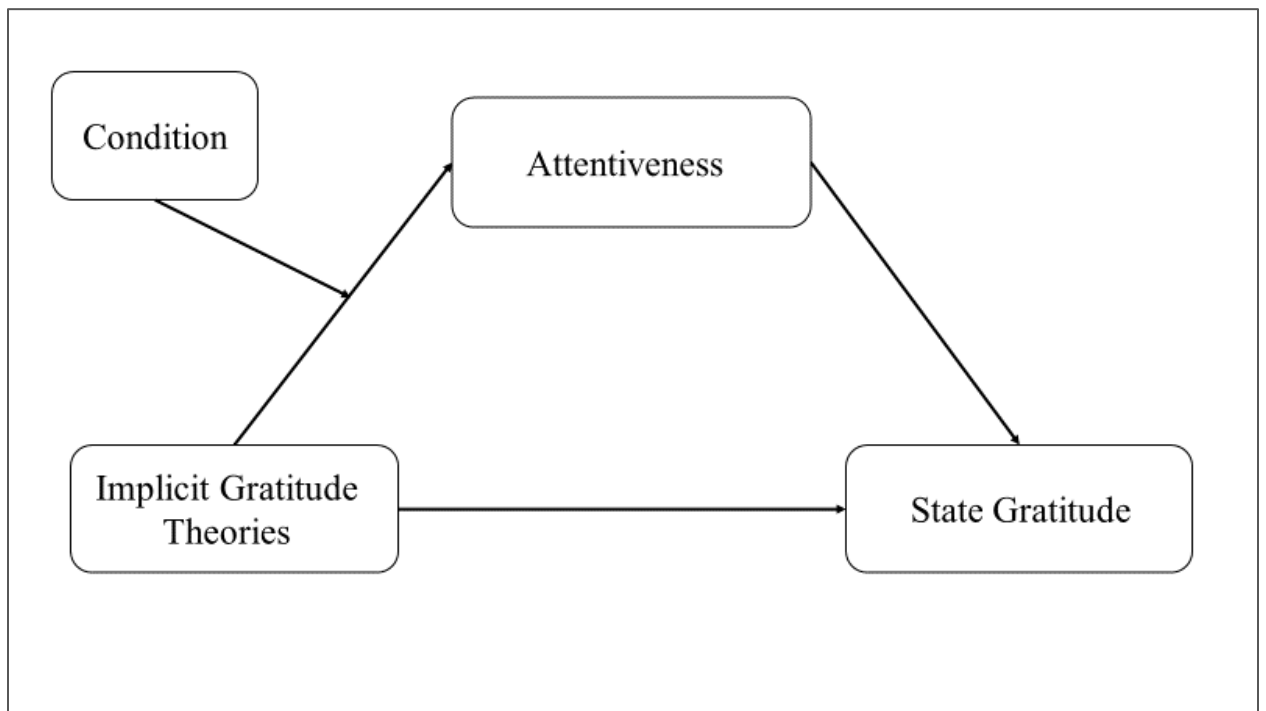 Condition
Attentiveness
Implicit Gratitude
Theories
State Gratitude